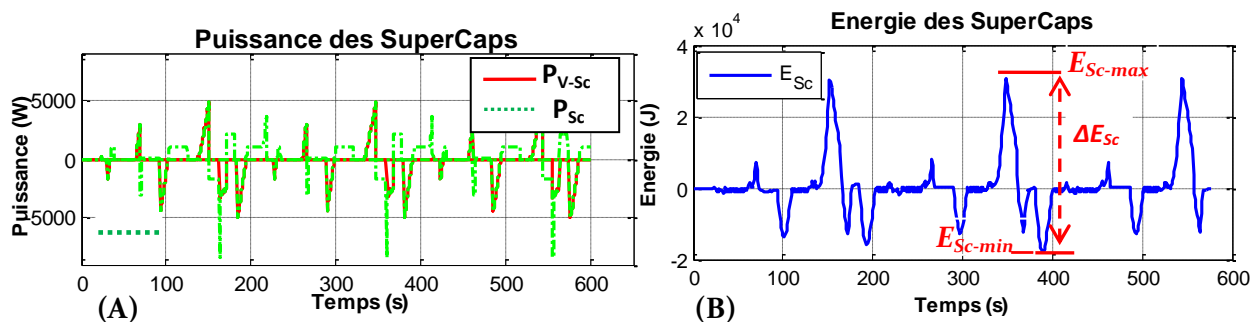 Puissance des SuperCaps
Puissance (W)
5000
0
-5000
P_V-Sc
P_Sc
0 100 200 300 400 500 600
Temps (s)
(A)
Energie des SuperCaps
x 10^4
Energie (J)
4
2
0
-2
E_Sc
E_Sc-max
ΔE_Sc
E_Sc-min
0 100 200 300 400 500 600
Temps (s)
(B)